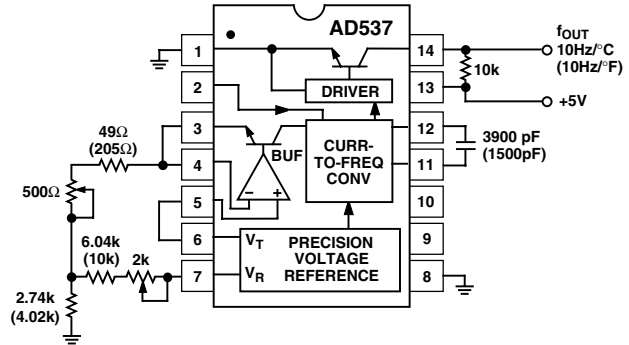 AD537
f_OUT
10Hz/°C
(10Hz/°F)
1
14
10k
2
DRIVER
13
+5V
49Ω
(205Ω)
3
12
3900 pF
(1500pF)
BUF
CURR-
TO-FREQ
CONV
4
11
500Ω
–
+
5
10
6.04k
(10k)
2k
6
V_T
PRECISION
VOLTAGE
REFERENCE
9
7
V_R
8
2.74k
(4.02k)